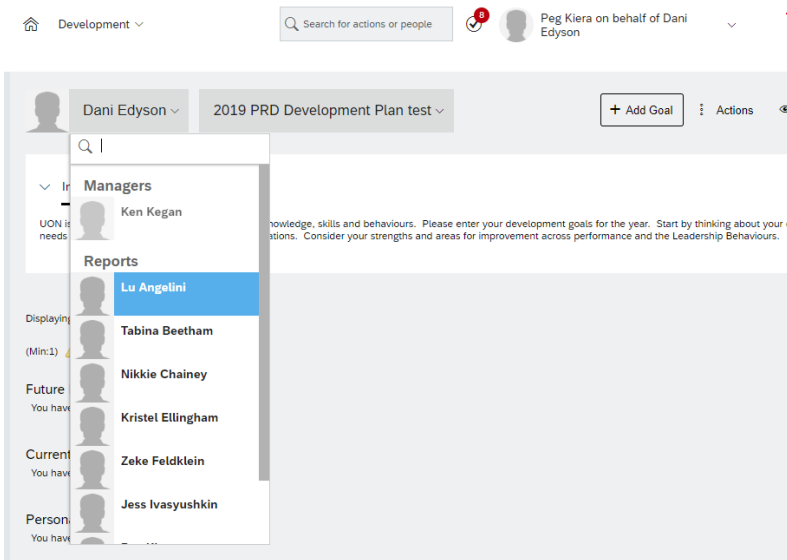 Development
Search for actions or people
8
Peg Kiera on behalf of Dani
Edyson
Dani Edyson
2019 PRD Development Plan test
+ Add Goal
Actions
Managers
Ken Kegan
UON is
nowledge, skills and behaviours. Please enter your development goals for the year. Start by thinking about your
needs
ations. Consider your strengths and areas for improvement across performance and the Leadership Behaviours.
Reports
Lu Angelini
Displaying
Tabina Beetham
(Min:1)
Nikkie Chainey
Future
You have
Kristel Ellingham
Current
Zeke Feldklein
You have
Jess Ivasyushkin
Persona
You have